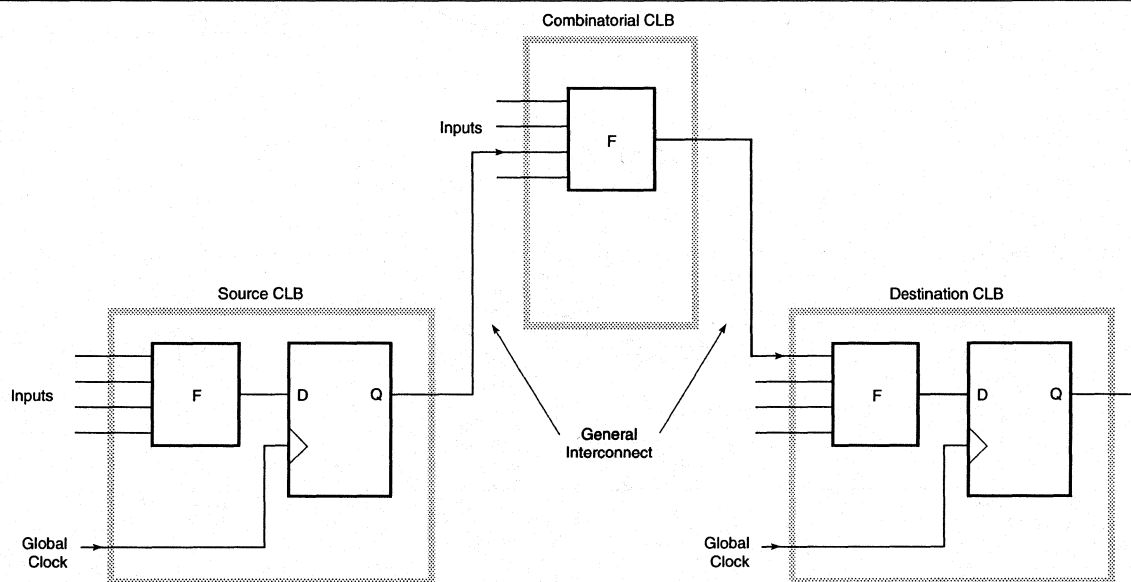 Combinatorial CLB
Inputs
F
Source CLB
Destination CLB
Inputs
F
D
Q
General
Interconnect
F
D
Q
Global
Clock
Global
Clock